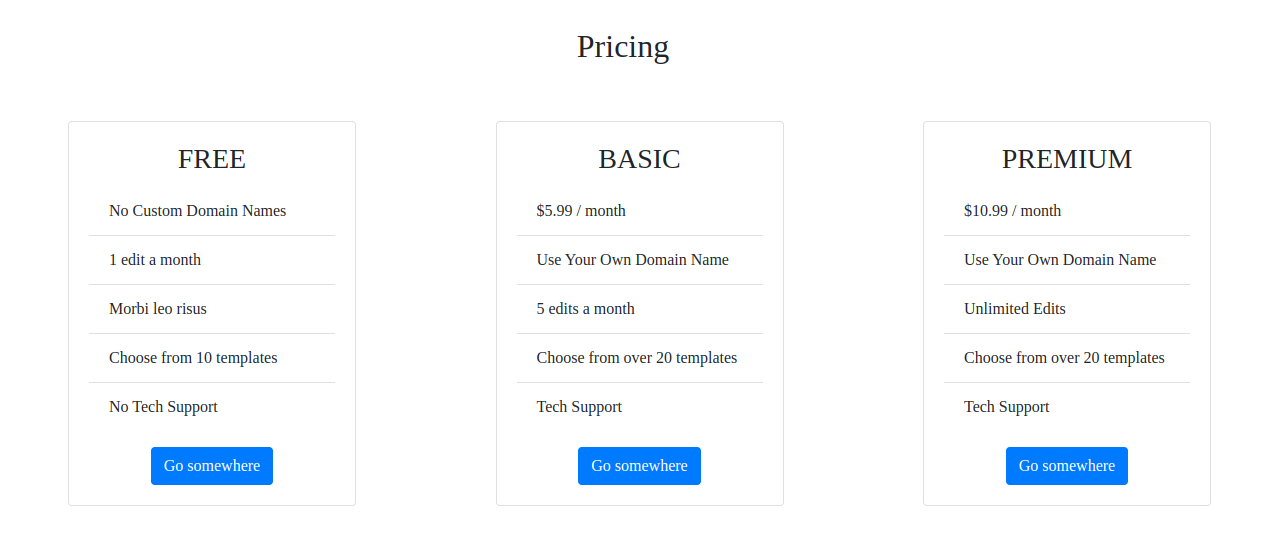 Pricing
FREE
No Custom Domain Names
1 edit a month
Morbi leo risus
Choose from 10 templates
No Tech Support
Go somewhere
BASIC
$5.99 / month
Use Your Own Domain Name
5 edits a month
Choose from over 20 templates
Tech Support
Go somewhere
PREMIUM
$10.99 / month
Use Your Own Domain Name
Unlimited Edits
Choose from over 20 templates
Tech Support
Go somewhere